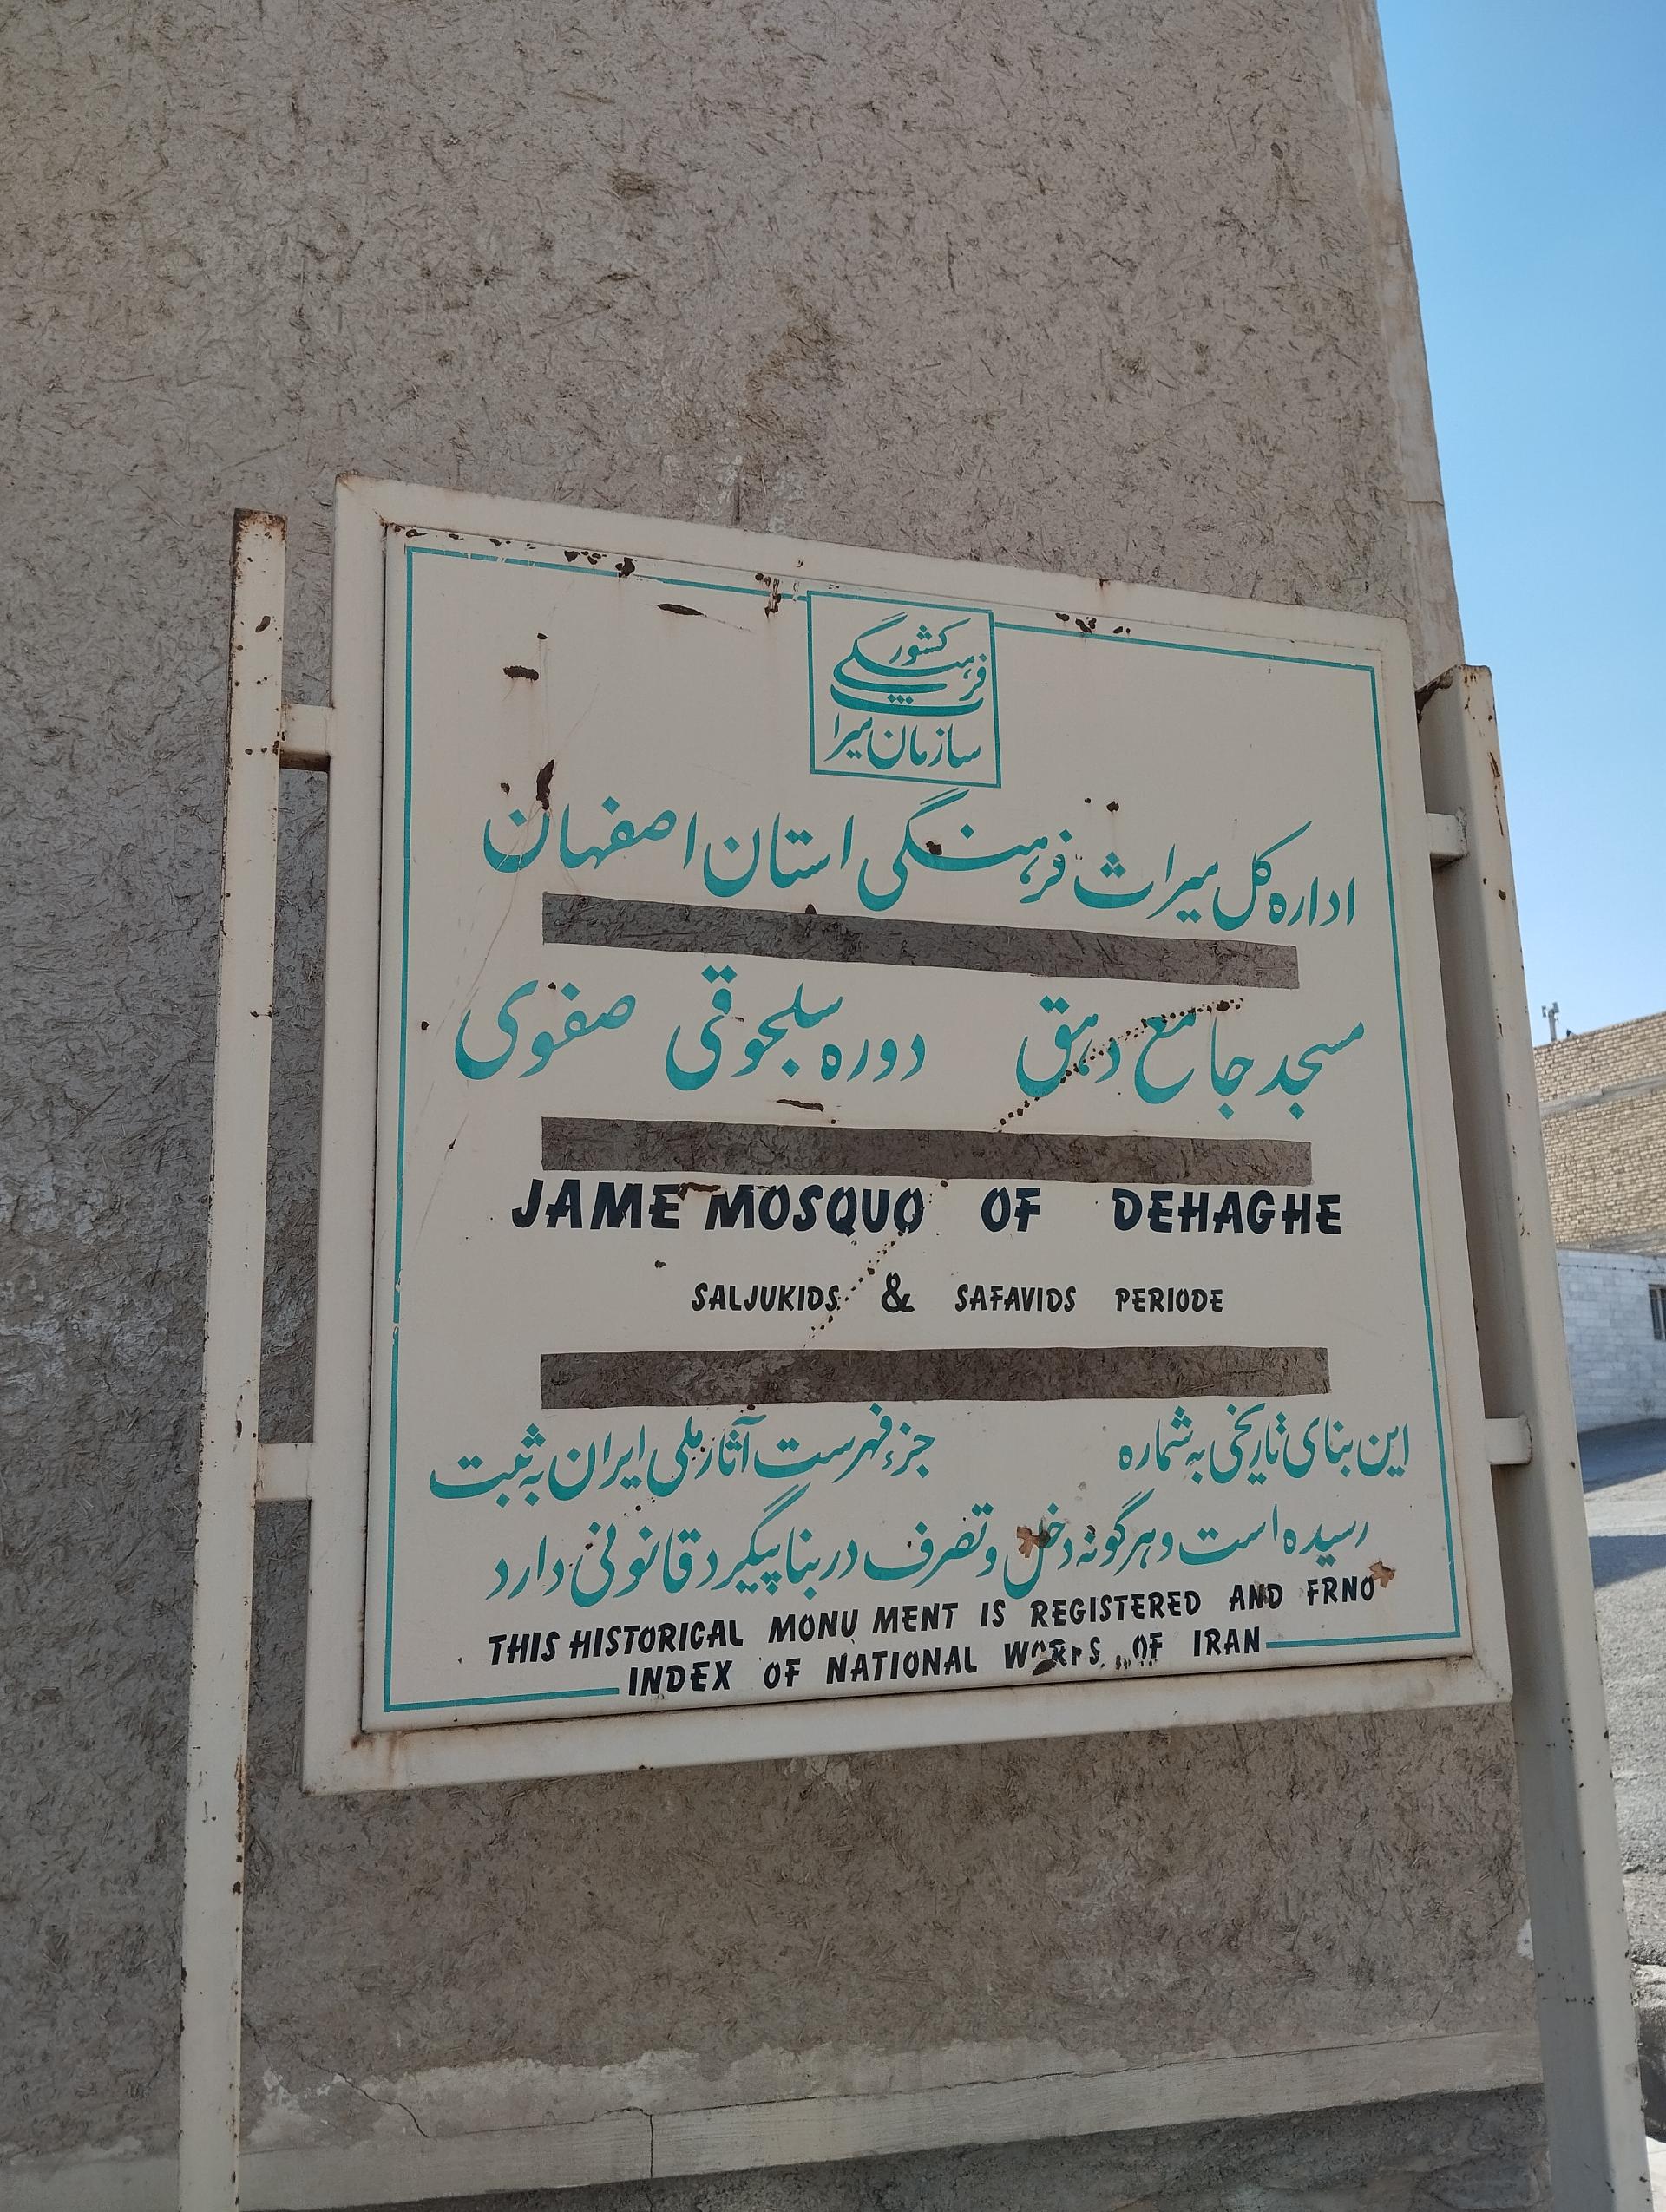 سازمان میراث فرهنگی کشور
اداره کل میراث فرهنگی استان اصفهان
مسجد جامع دهق دوره سلجوقی صفوی
JAME MOSQUO OF DEHAGHE
SALJUKIDS & SAFAVIDS PERIODE
این بنای تاریخی به شماره جزء فهرست آثار ملی ایران به ثبت
رسیده است و هرگونه دخل و تصرف در بنا پیگرد قانونی دارد
THIS HISTORICAL MONUMENT IS REGISTERED AND FRNO
INDEX OF NATIONAL WORKS OF IRAN